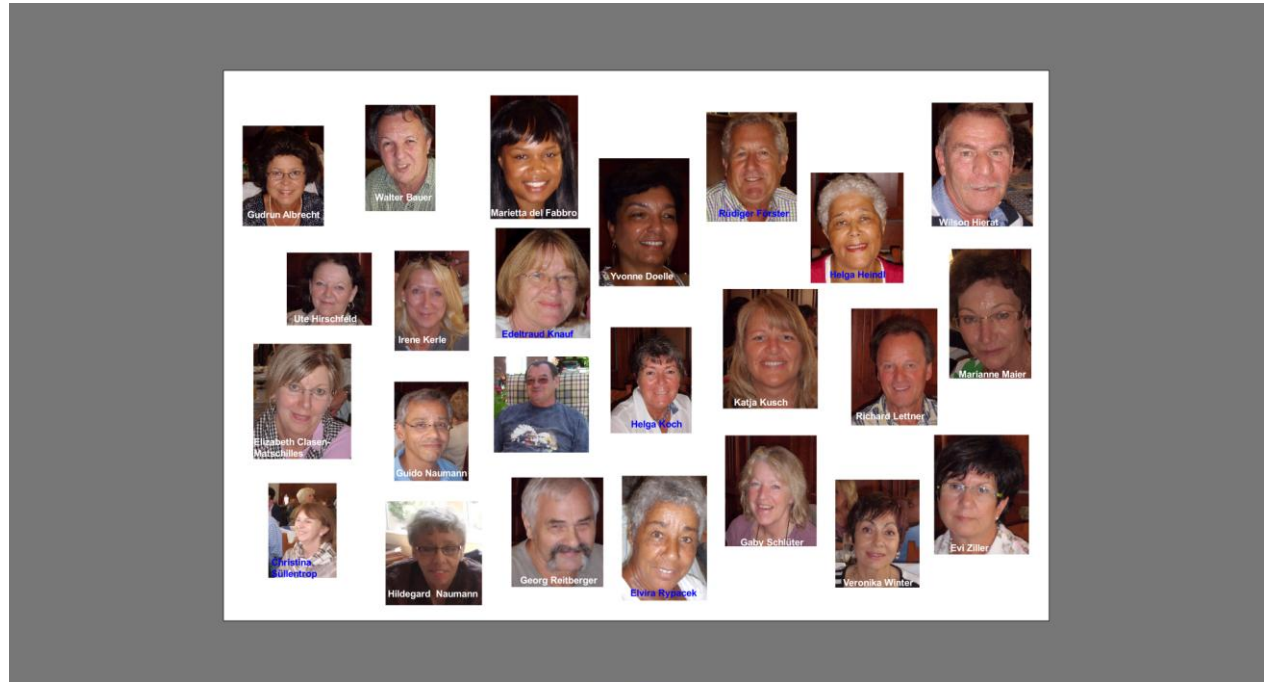 Gudrun Albrecht
Walter Bauer
Marietta del Fabbro
Yvonne Doelle
Rüdiger Förster
Helga Heindl
Wilson Hierat
Ute Hirschfeld
Irene Kerle
Edeltraud Knauf
Helga Koch
Katja Kusch
Richard Lettner
Marianne Maier
Elizabeth Clasen-
Matschilles
Guido Naumann
Christina
Süllentrop
Hildegard Naumann
Georg Reitberger
Elvira Rypacek
Gaby Schlüter
Veronika Winter
Evi Ziller